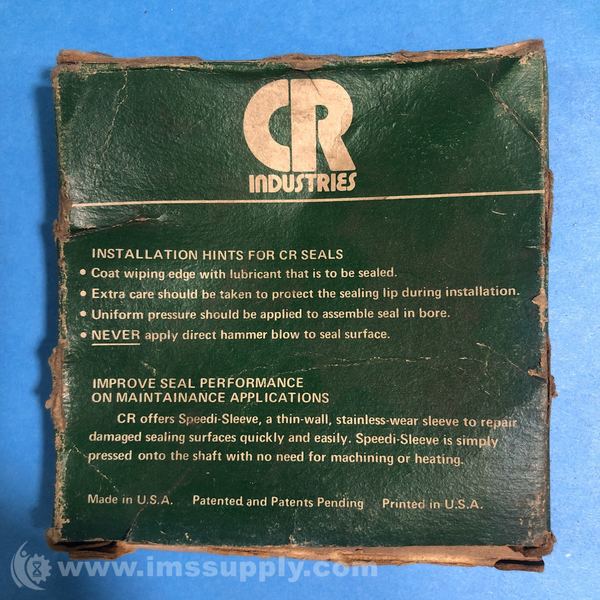 CR
INDUSTRIES
INSTALLATION HINTS FOR CR SEALS
• Coat wiping edge with lubricant that is to be sealed.
• Extra care should be taken to protect the sealing lip during installation.
• Uniform pressure should be applied to assemble seal in bore.
• NEVER apply direct hammer blow to seal surface.
IMPROVE SEAL PERFORMANCE
ON MAINTAINANCE APPLICATIONS
CR offers Speedi-Sleeve, a thin-wall, stainless-wear sleeve to repair
damaged sealing surfaces quickly and easily. Speedi-Sleeve is simply
pressed onto the shaft with no need for machining or heating.
Made in U.S.A. Patented and Patents Pending Printed in U.S.A.
www.imssupply.com